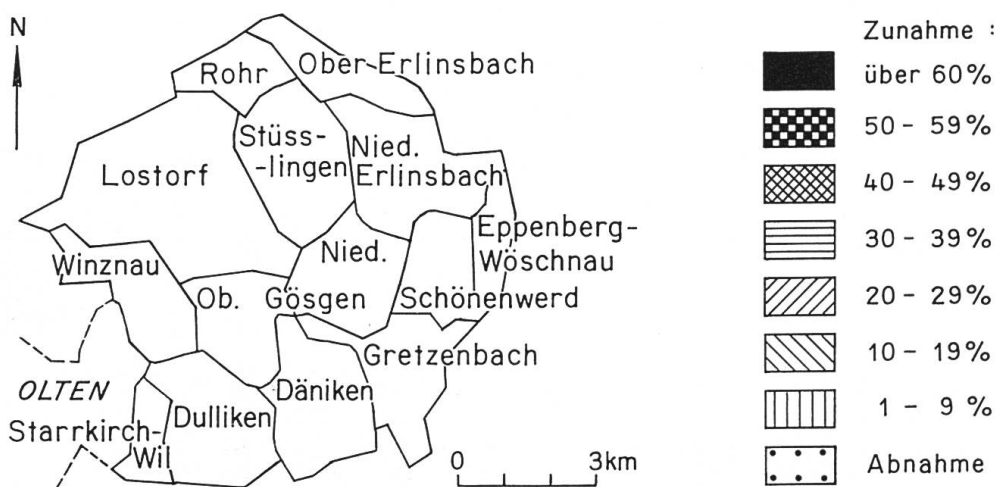 N
Rohr
Ober-Erlinsbach
Stüss-
-lingen
Nied.
Erlinsbach
Lostorf
Eppenberg-
Wöschnau
Winznau
Nied.
Ob. Gösgen
Schönenwerd
Gretzenbach
OLTEN
Däniken
Dulliken
Starrkirch-
Wil
0 3km
Zunahme :
über 60%
50 - 59%
40 - 49%
30 - 39%
20 - 29%
10 - 19%
1 - 9 %
Abnahme